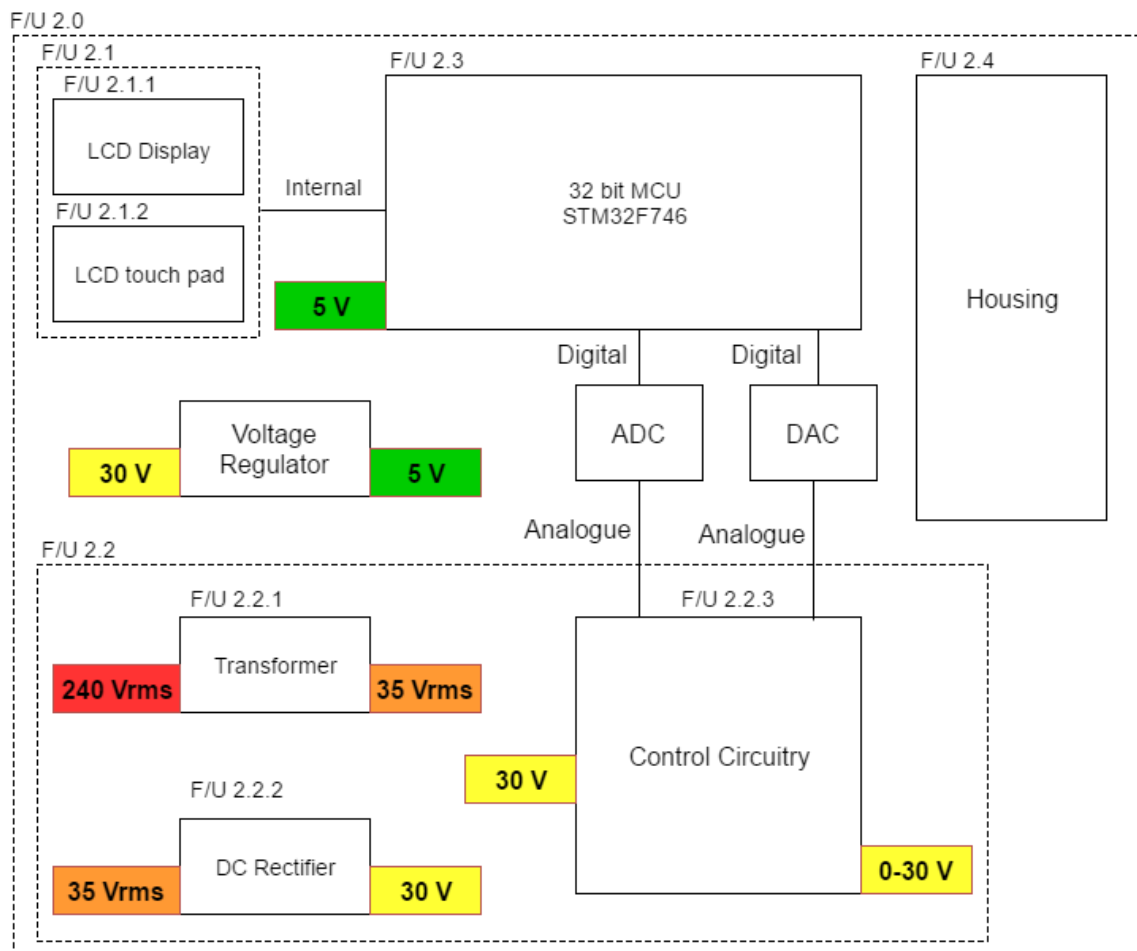 F/U 2.0
F/U 2.1
F/U 2.1.1
LCD Display
F/U 2.1.2
LCD touch pad
Internal
F/U 2.3
32 bit MCU
STM32F746
5 V
F/U 2.4
Housing
Digital
Digital
ADC
DAC
Analogue
Analogue
Voltage
Regulator
30 V
5 V
F/U 2.2
F/U 2.2.1
Transformer
240 Vrms
35 Vrms
F/U 2.2.2
DC Rectifier
35 Vrms
30 V
F/U 2.2.3
Control Circuitry
30 V
0-30 V